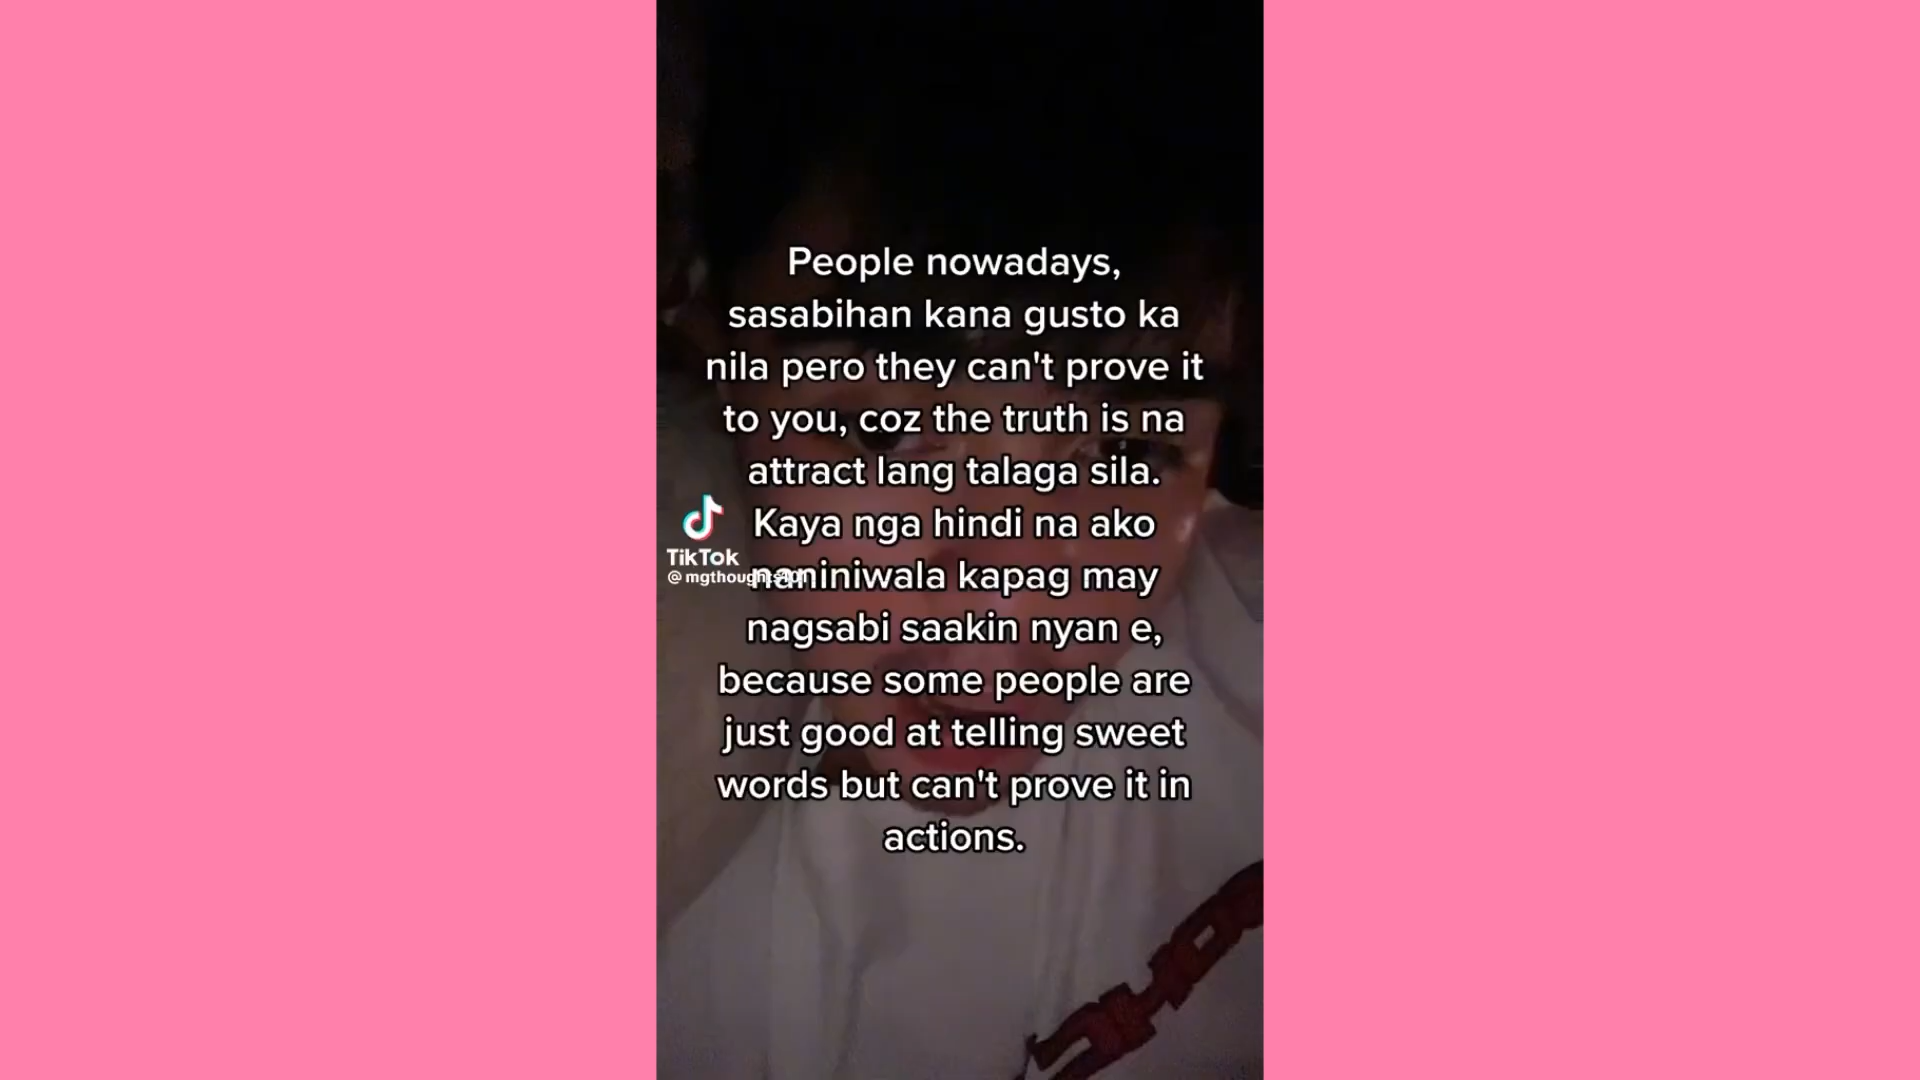 People nowadays,
sasabihan kana gusto ka
nila pero they can't prove it
to you, coz the truth is na
attract lang talaga sila.
Kaya nga hindi na ako
naniniwala kapag may
nagsabi saakin nyan e,
because some people are
just good at telling sweet
words but can't prove it in
actions.
TikTok
@mgthoughts101